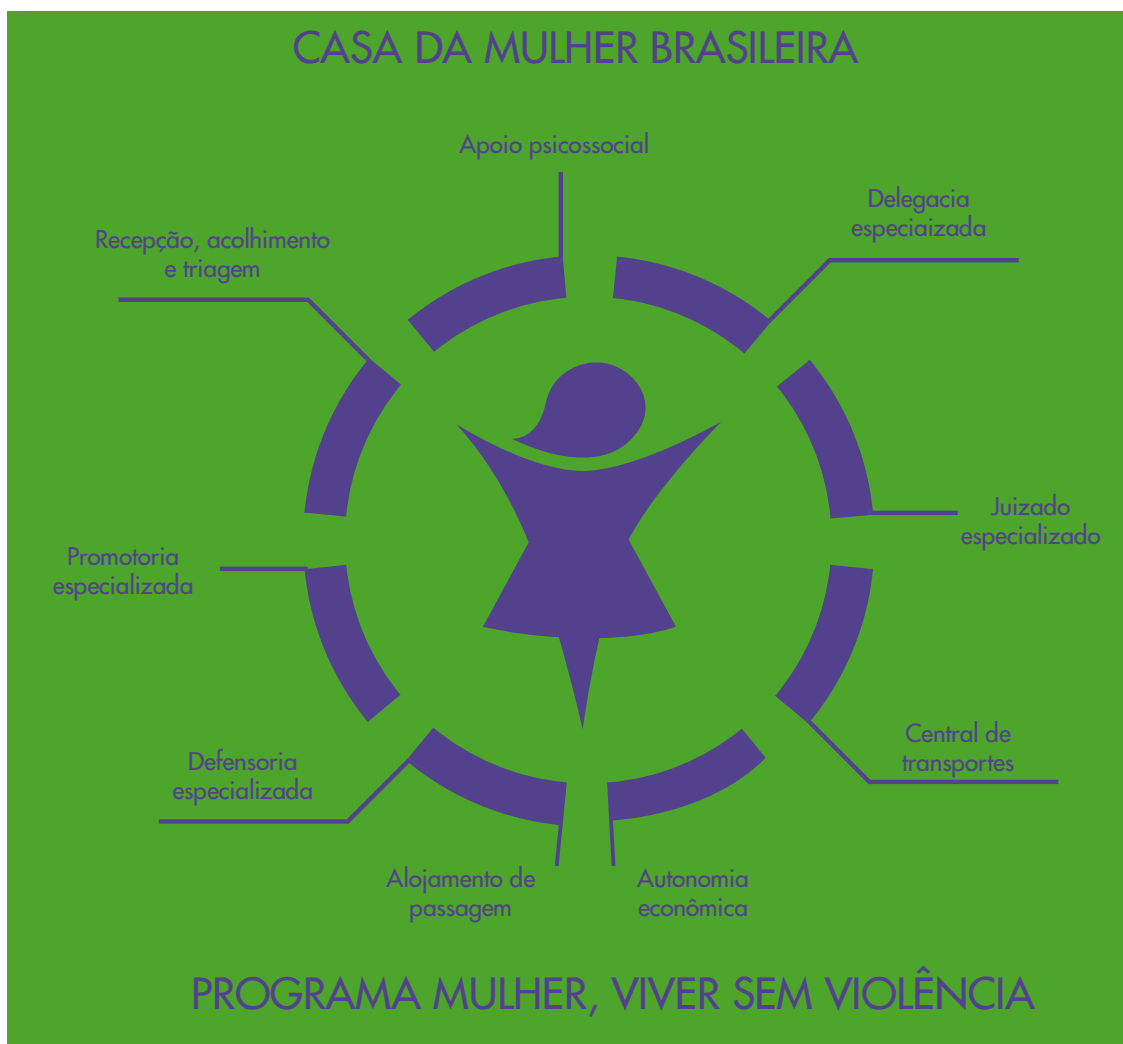 CASA DA MULHER BRASILEIRA
Apoio psicossocial
Delegacia
especiaizada
Recepção, acolhimento
e triagem
Juizado
especializado
Promotoria
especializada
Central de
transportes
Defensoria
especializada
Alojamento de
passagem
Autonomia
econômica
PROGRAMA MULHER, VIVER SEM VIOLÊNCIA